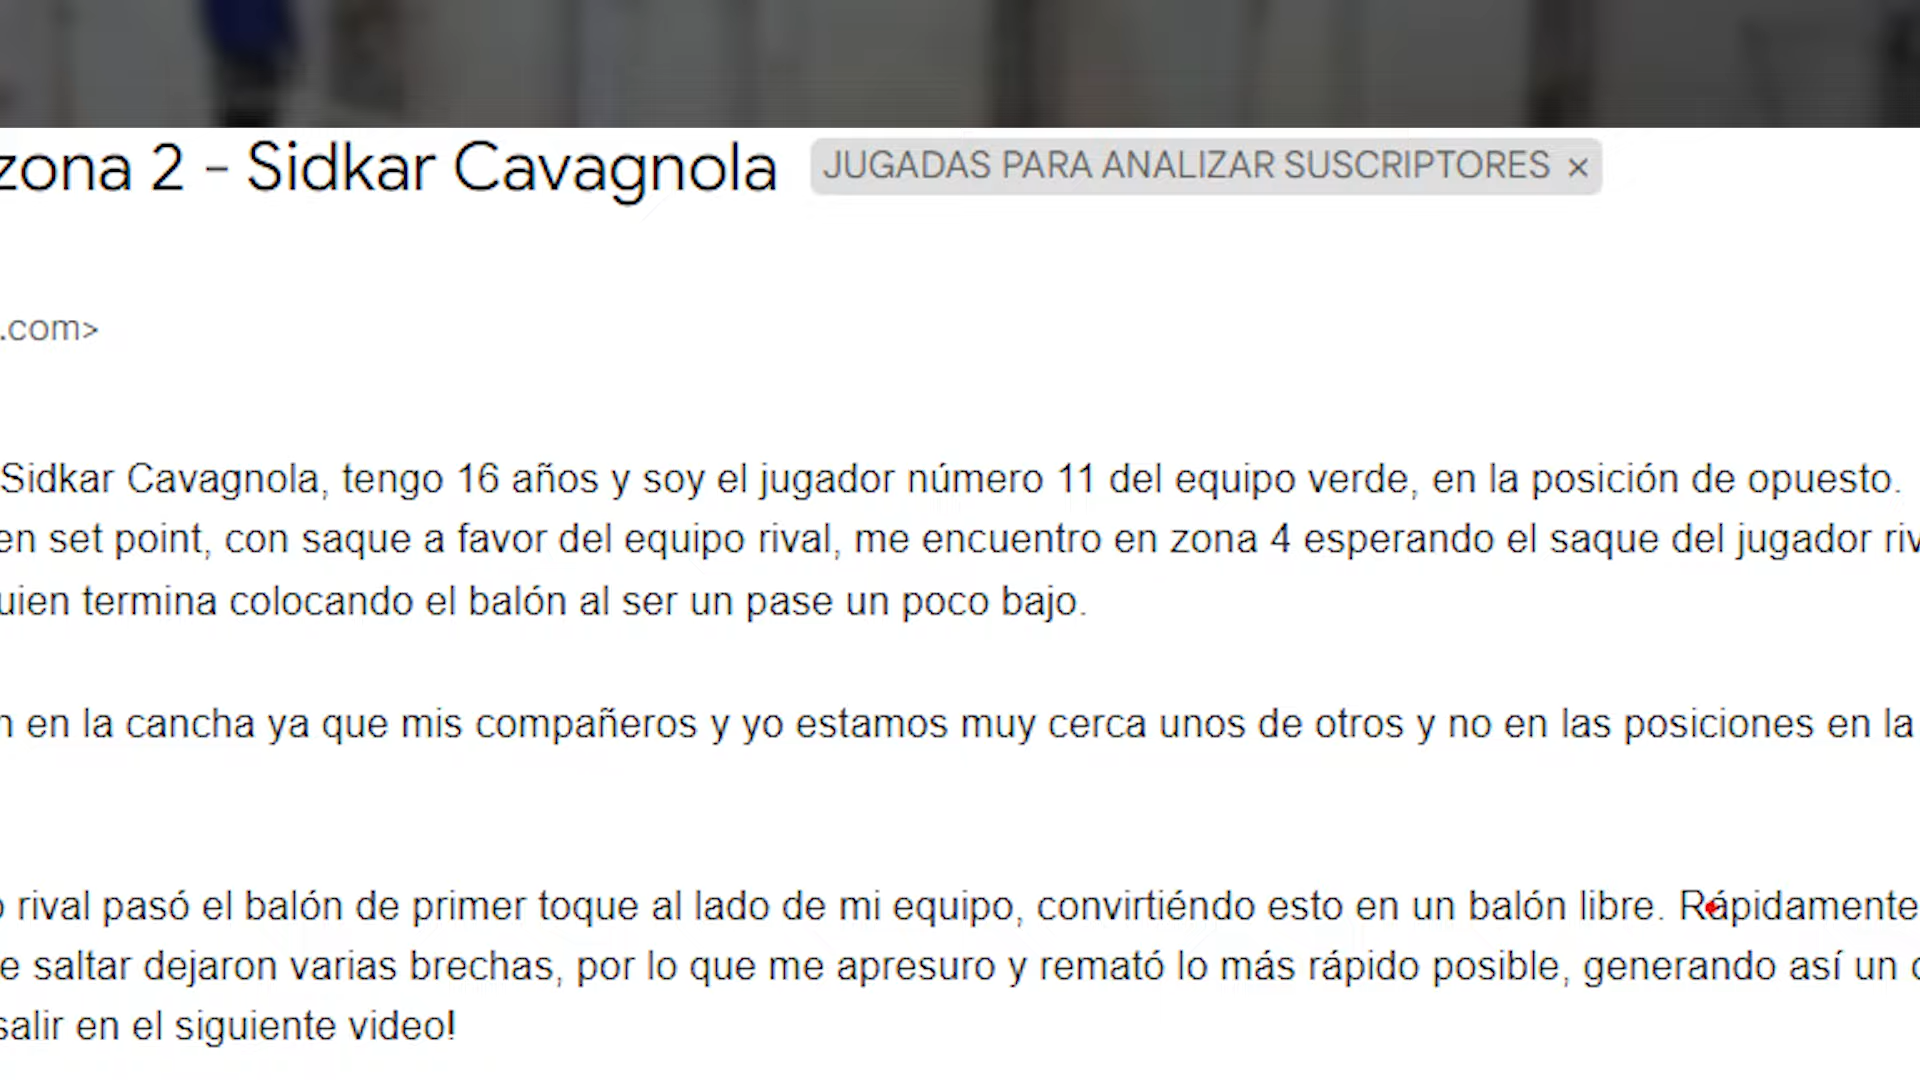 zona 2 - Sidkar Cavagnola JUGADAS PARA ANALIZAR SUSCRIPTORES ×
.com>
Sidkar Cavagnola, tengo 16 años y soy el jugador número 11 del equipo verde, en la posición de opuesto.
en set point, con saque a favor del equipo rival, me encuentro en zona 4 esperando el saque del jugador
termina colocando el balón al ser un pase un poco bajo.
en la cancha ya que mis compañeros y yo estamos muy cerca unos de otros y no en las posiciones en la
rival pasó el balón de primer toque al lado de mi equipo, convirtiéndo esto en un balón libre. Rápidamente
saltar dejaron varias brechas, por lo que me apresuro y remató lo más rápido posible, generando así un
salir en el siguiente video!